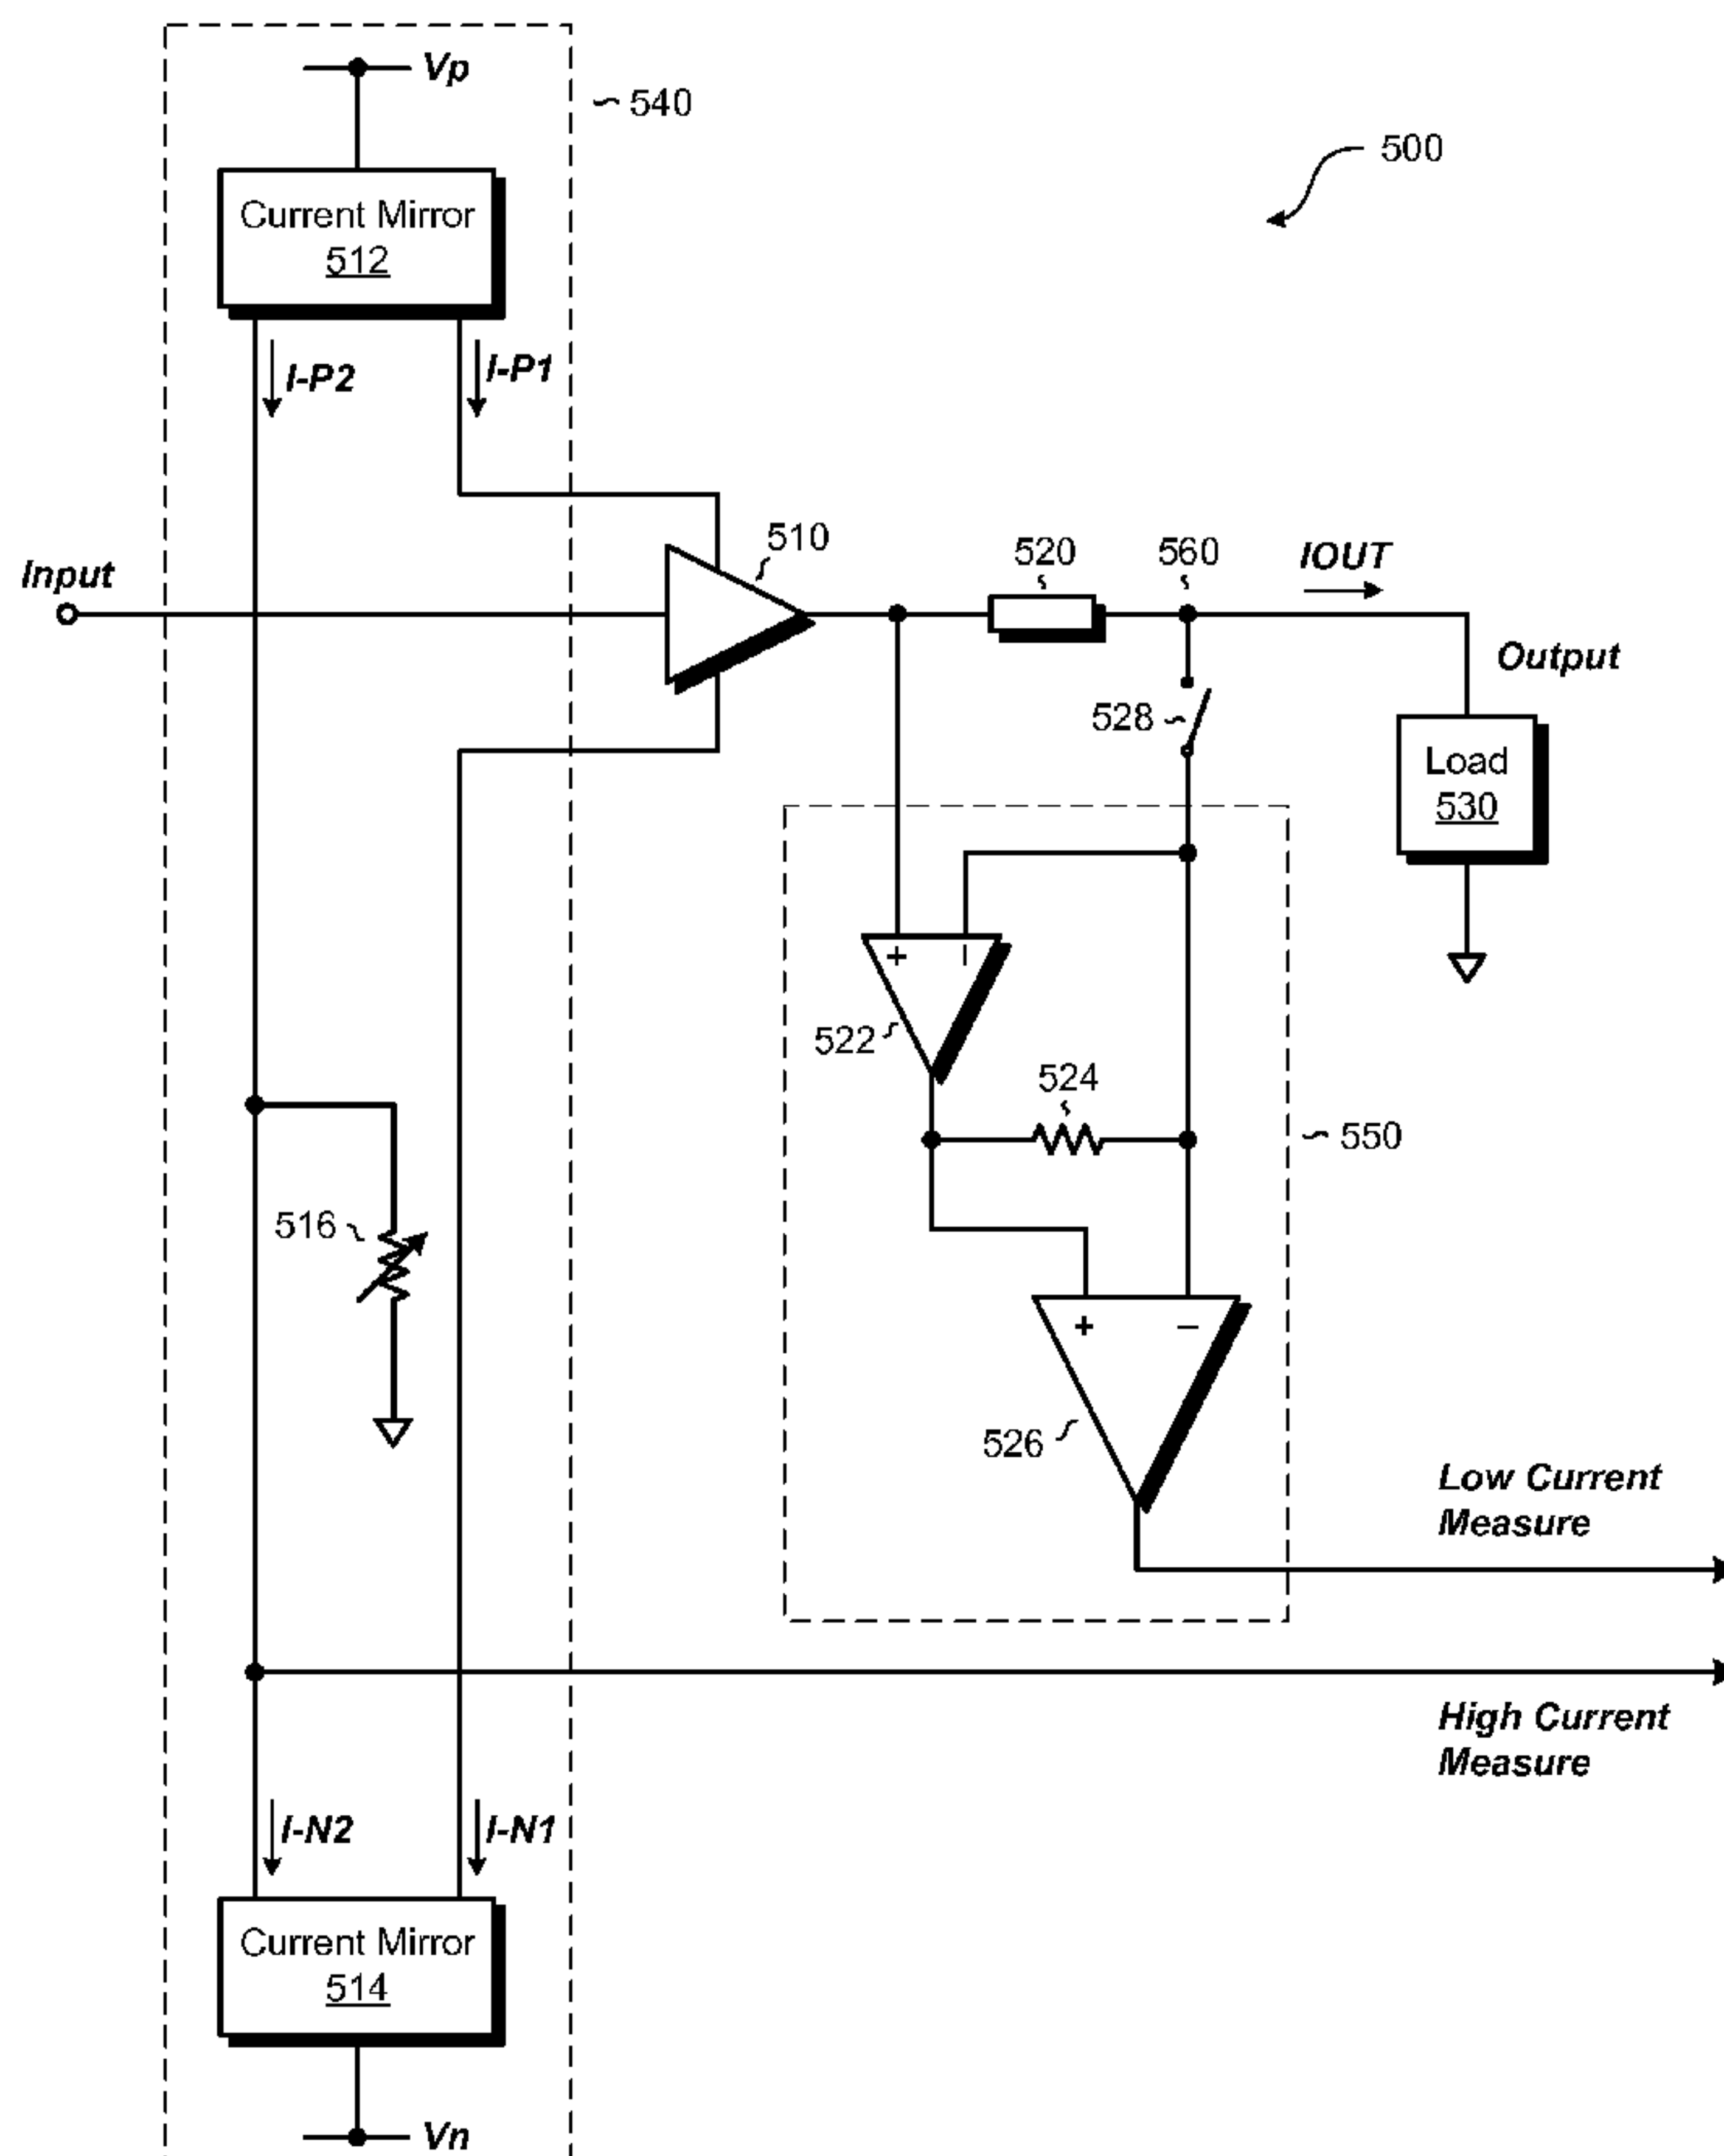 Vp
540
500
Current Mirror
512
I-P2
I-P1
510
520
560
IOUT
Input
Output
528
Load
530
+
–
522
524
550
516
+
–
526
Low Current
Measure
High Current
Measure
I-N2
I-N1
Current Mirror
514
Vn